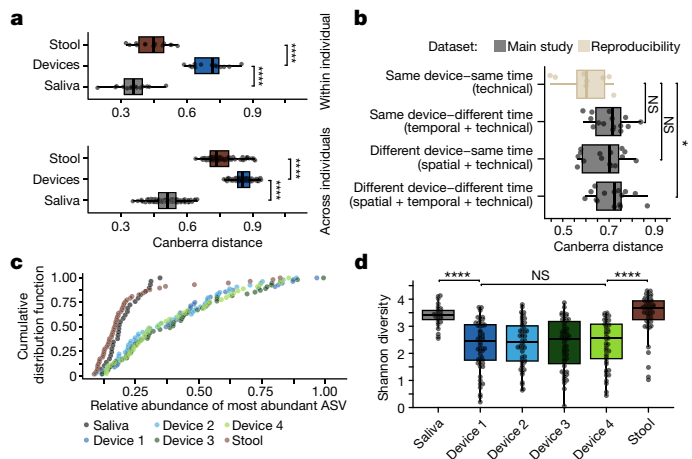 a
Stool
Devices
Saliva
****
****
0.3 0.6 0.9
Within individual
Stool
Devices
Saliva
****
****
0.3 0.6 0.9
Canberra distance
Across individuals
b
Dataset: Main study Reproducibility
Same device–same time
(technical)
Same device–different time
(temporal + technical)
Different device–same time
(spatial + technical)
Different device–different time
(spatial + temporal + technical)
NS
NS
*
0.5 0.7 0.9
Canberra distance
c
Cumulative
distribution function
1.00
0.75
0.50
0.25
0
0.25 0.50 0.75 1.00
Relative abundance of most abundant ASV
Saliva Device 2 Device 4
Device 1 Device 3 Stool
d
**** NS ****
Shannon diversity
4
3
2
1
0
Saliva
Device 1
Device 2
Device 3
Device 4
Stool